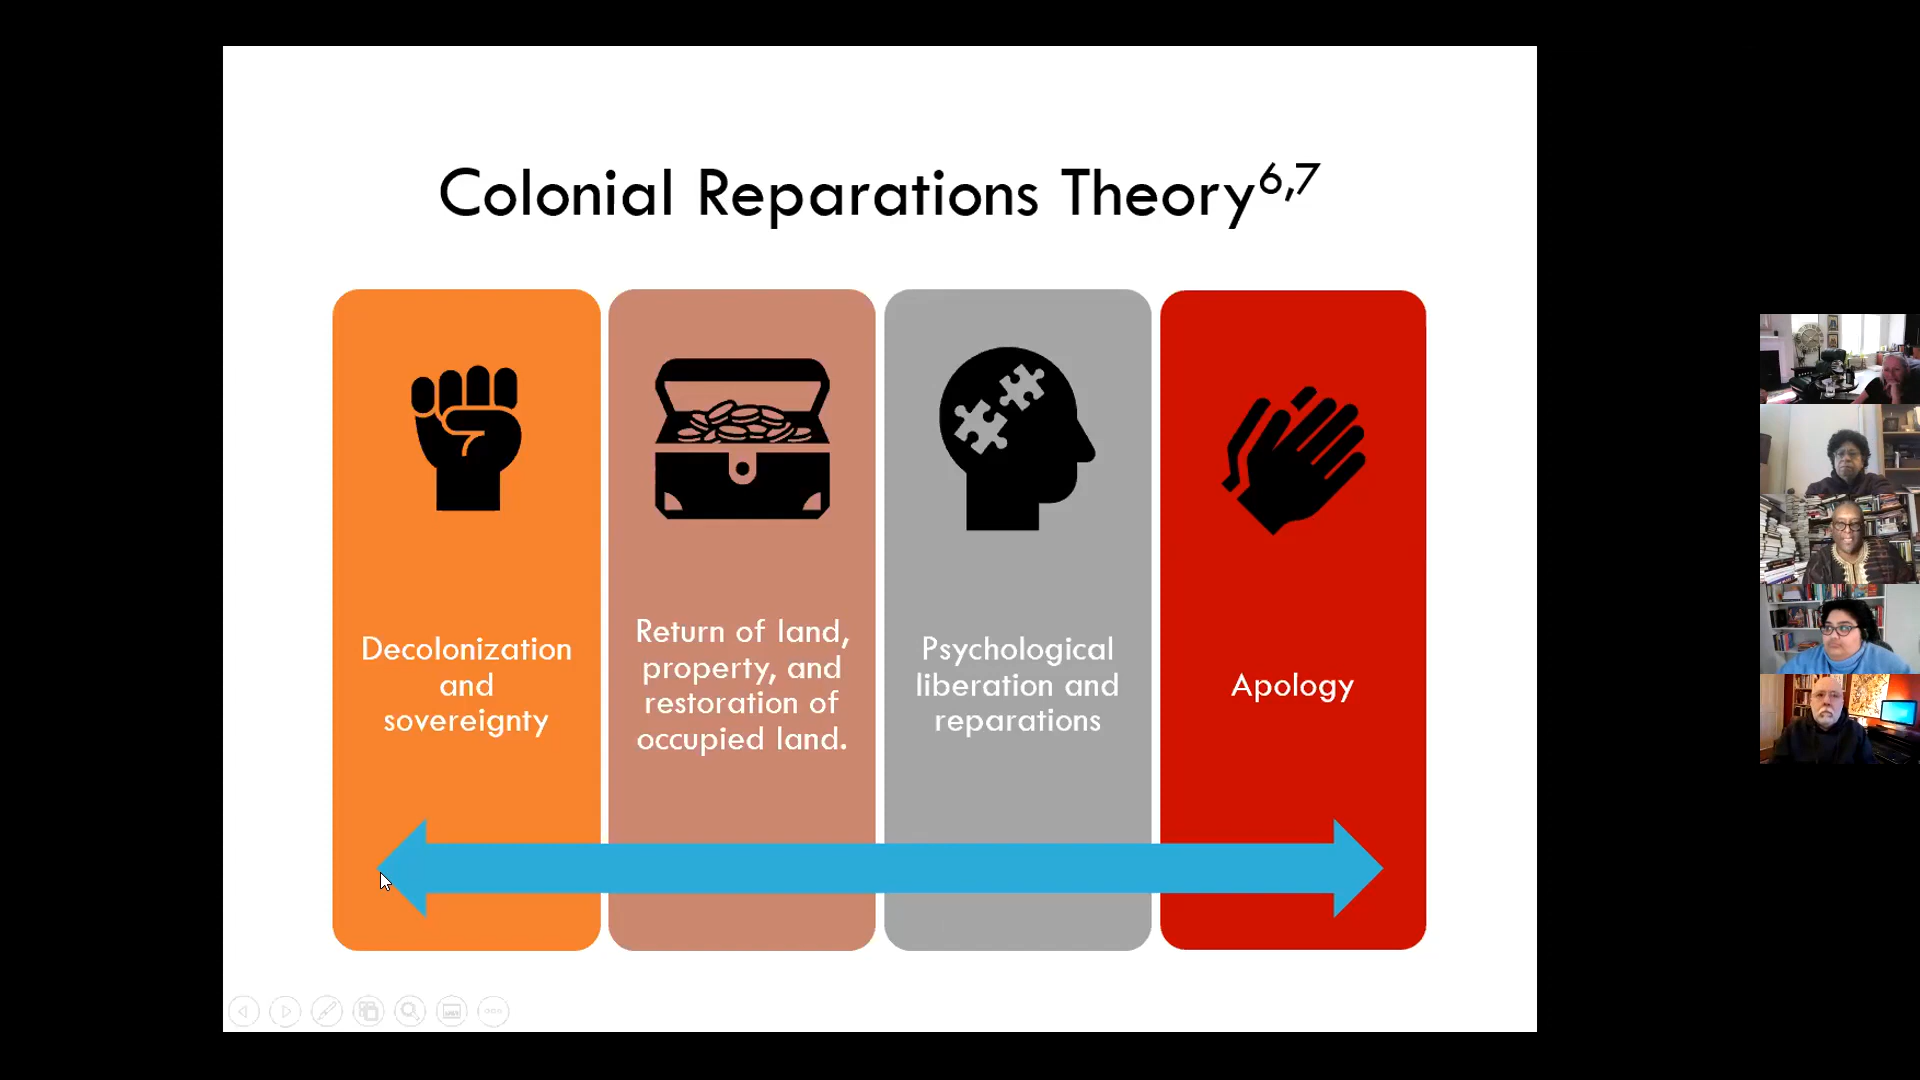 Colonial Reparations Theory6,7
Decolonization
and
sovereignty
Return of land,
property, and
restoration of
occupied land.
Psychological
liberation and
reparations
Apology